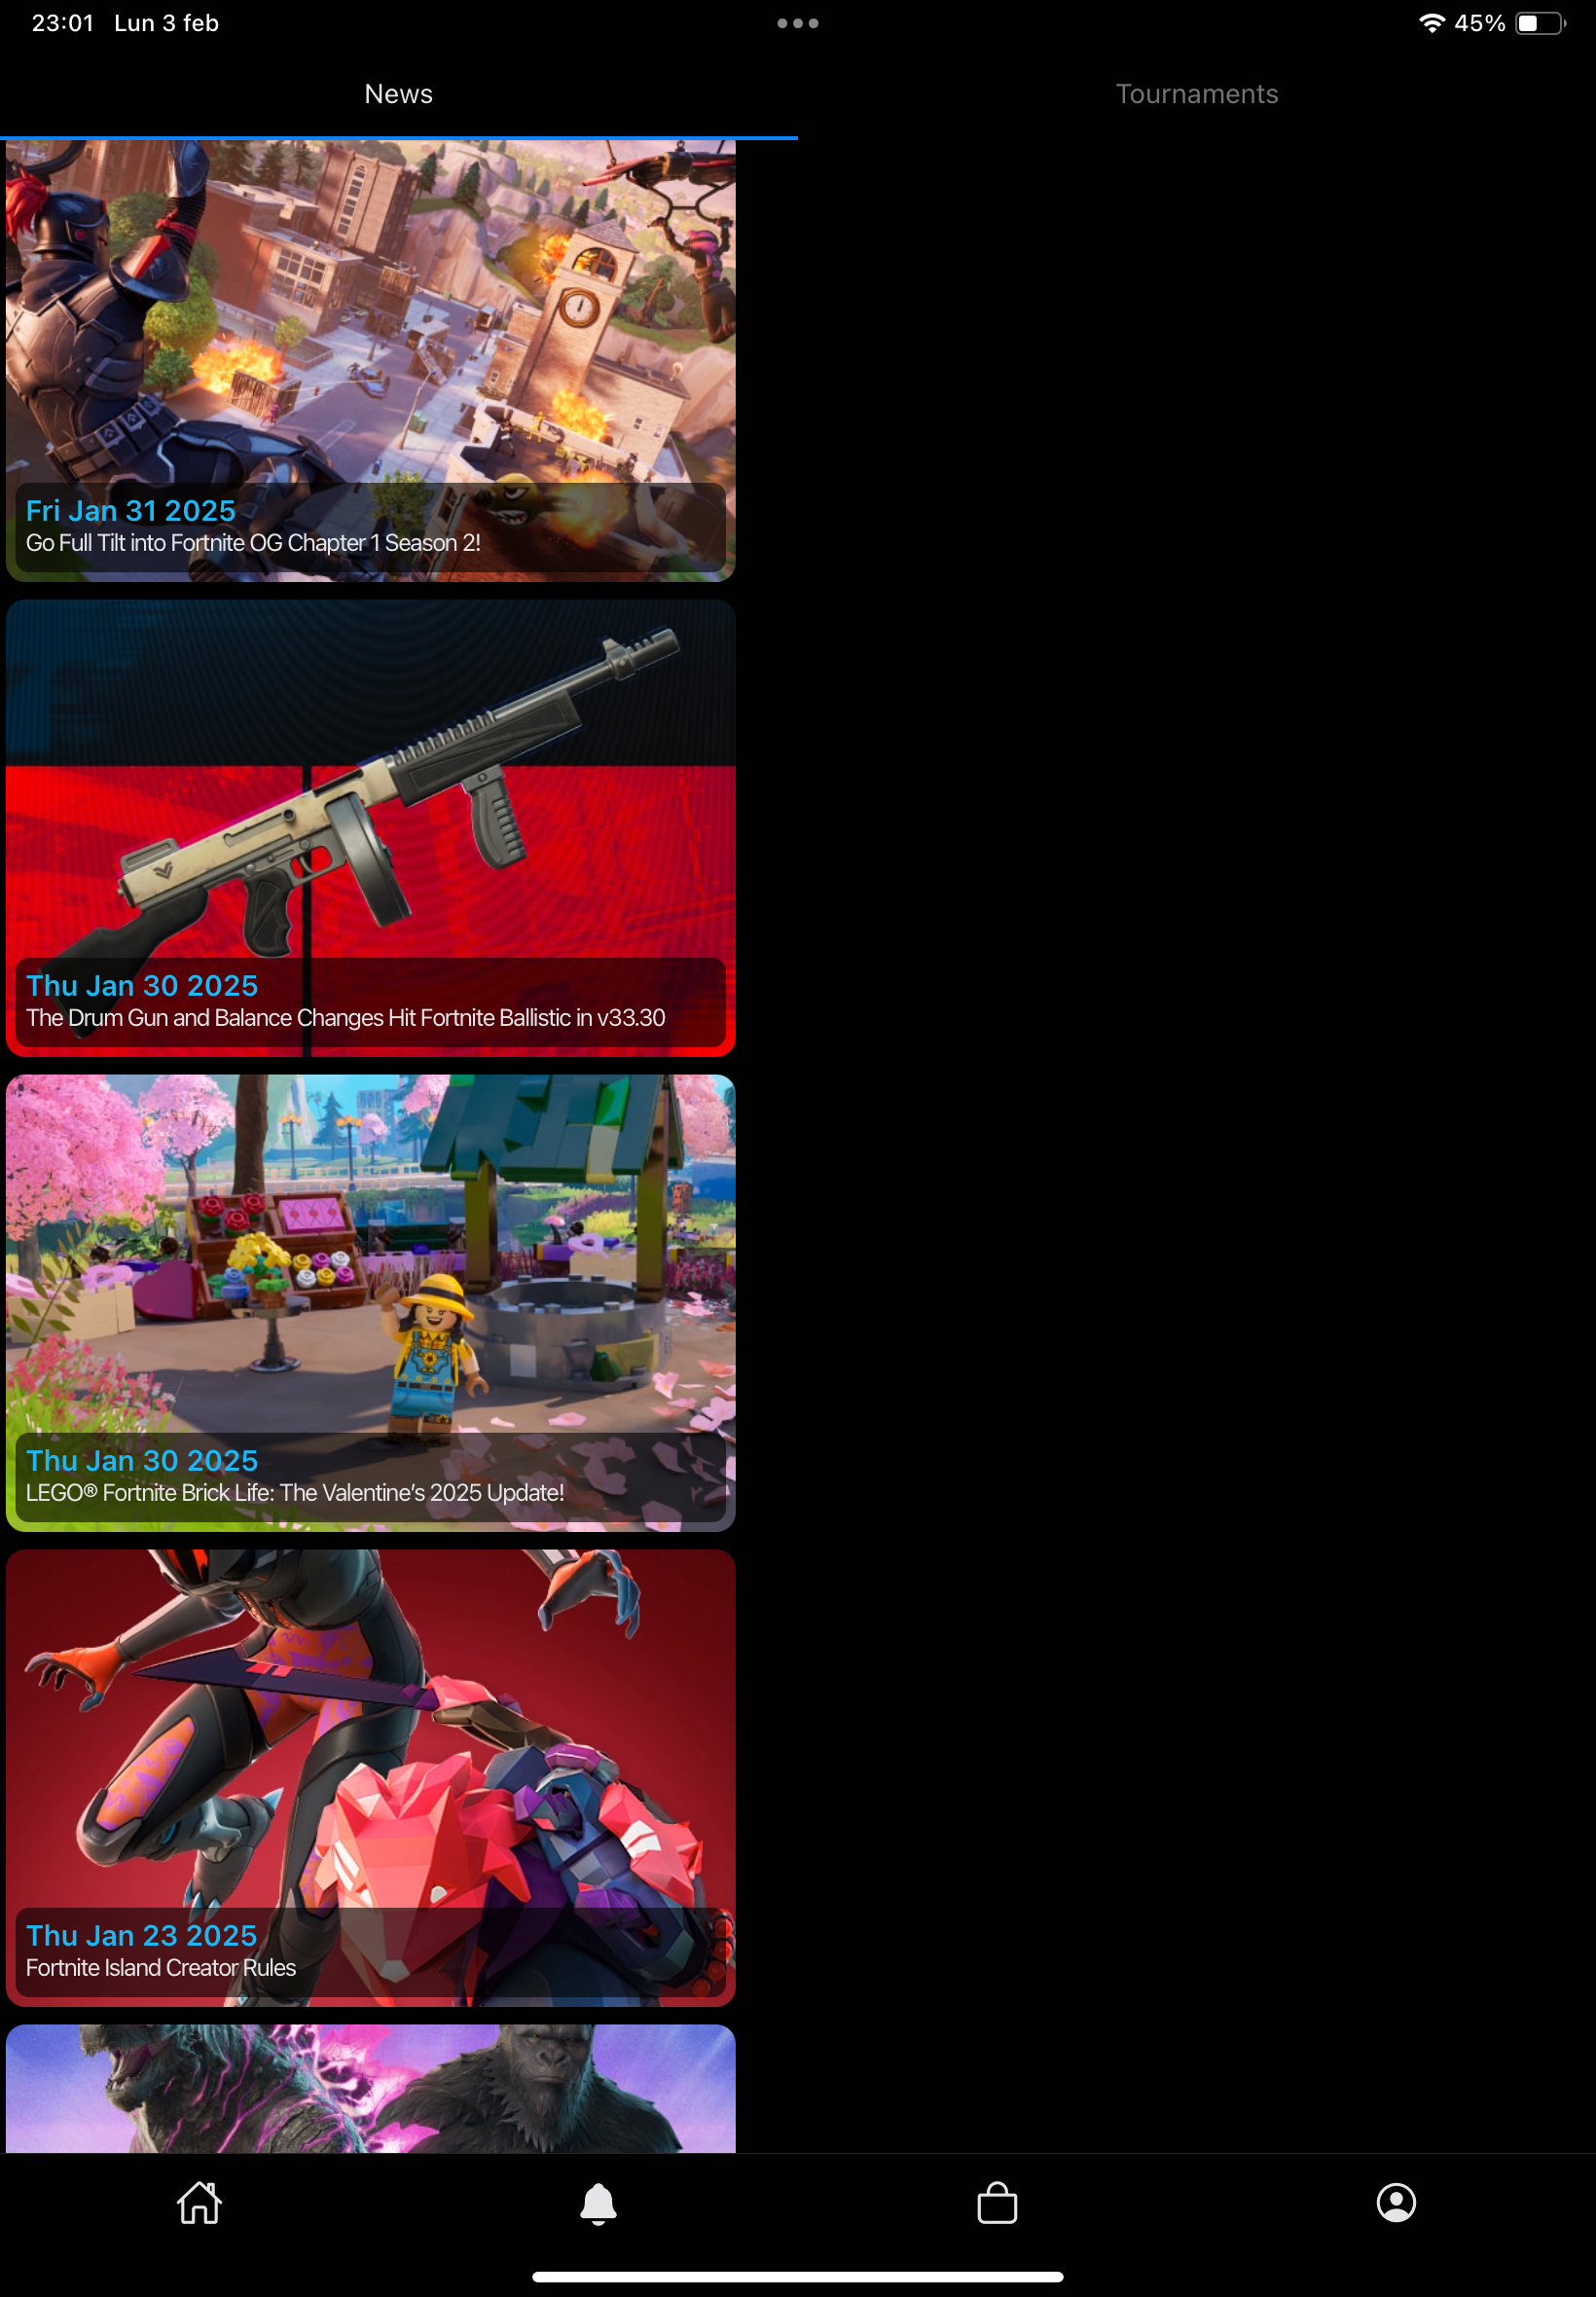 23:01 Lun 3 feb
45%
News
Tournaments
Fri Jan 31 2025
Go Full Tilt into Fortnite OG Chapter 1 Season 2!
Thu Jan 30 2025
The Drum Gun and Balance Changes Hit Fortnite Ballistic in v33.30
Thu Jan 30 2025
LEGO® Fortnite Brick Life: The Valentine’s 2025 Update!
Thu Jan 23 2025
Fortnite Island Creator Rules